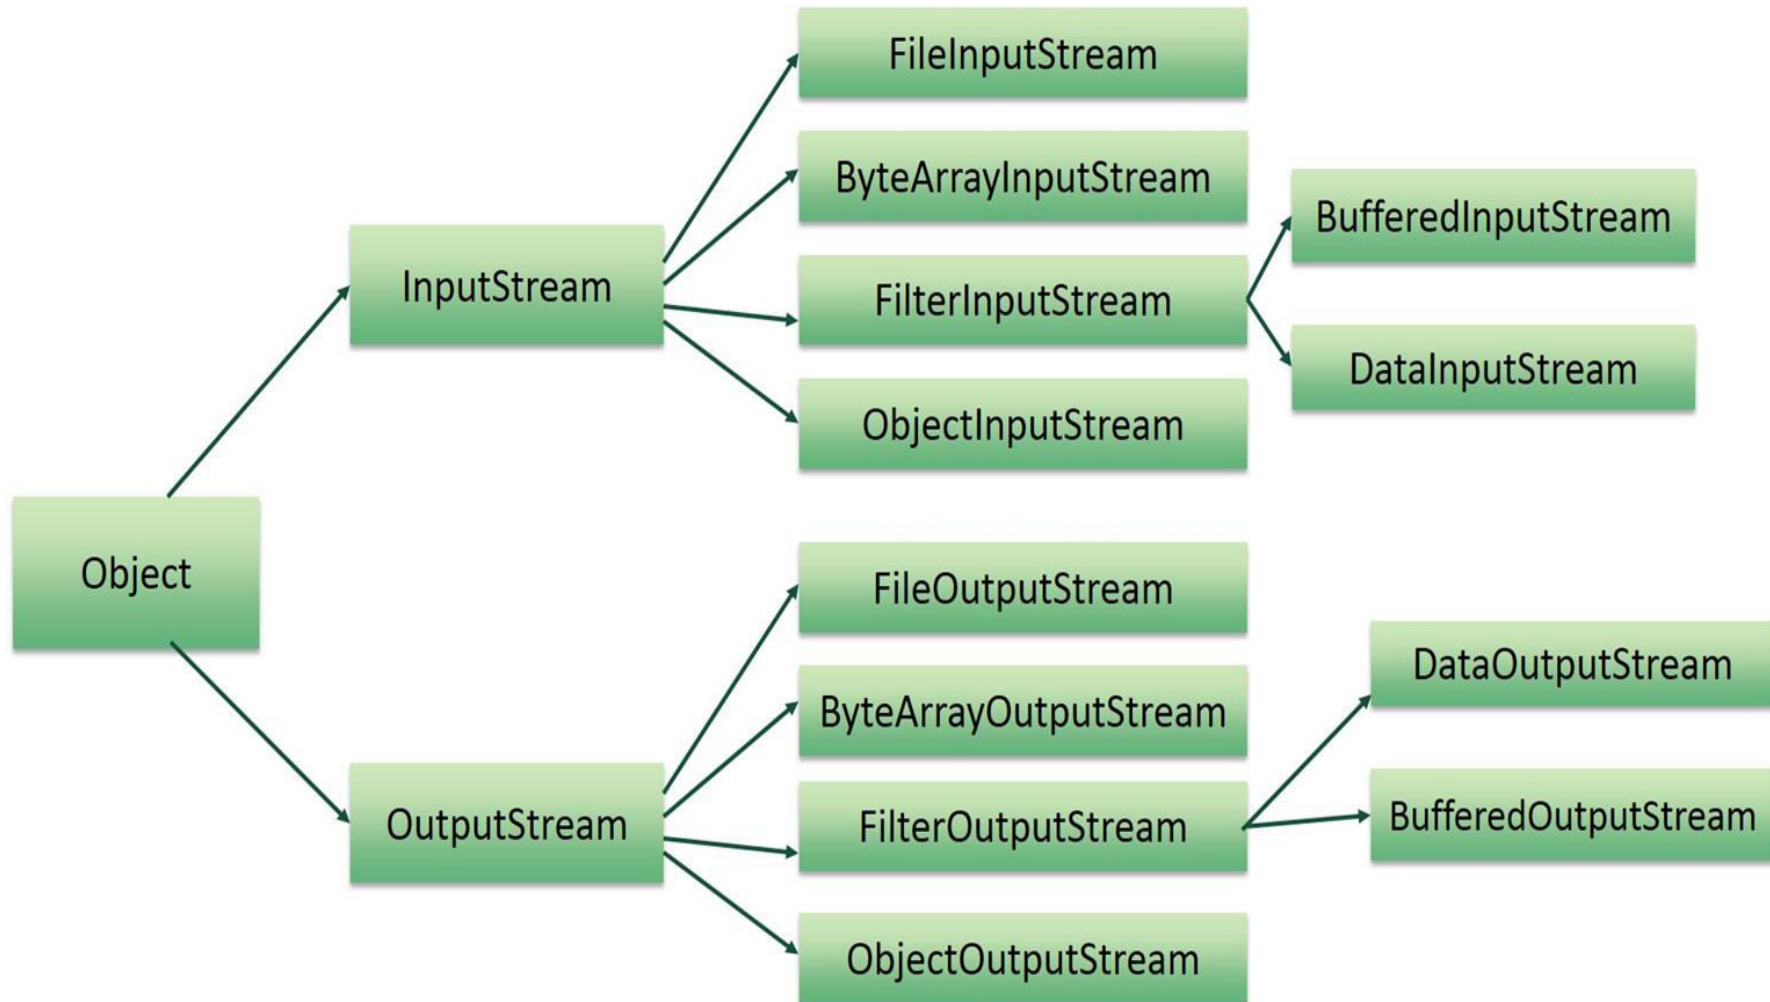 Object
InputStream
FileInputStream
ByteArrayInputStream
FilterInputStream
ObjectInputStream
BufferedInputStream
DataInputStream
OutputStream
FileOutputStream
ByteArrayOutputStream
FilterOutputStream
ObjectOutputStream
DataOutputStream
BufferedOutputStream